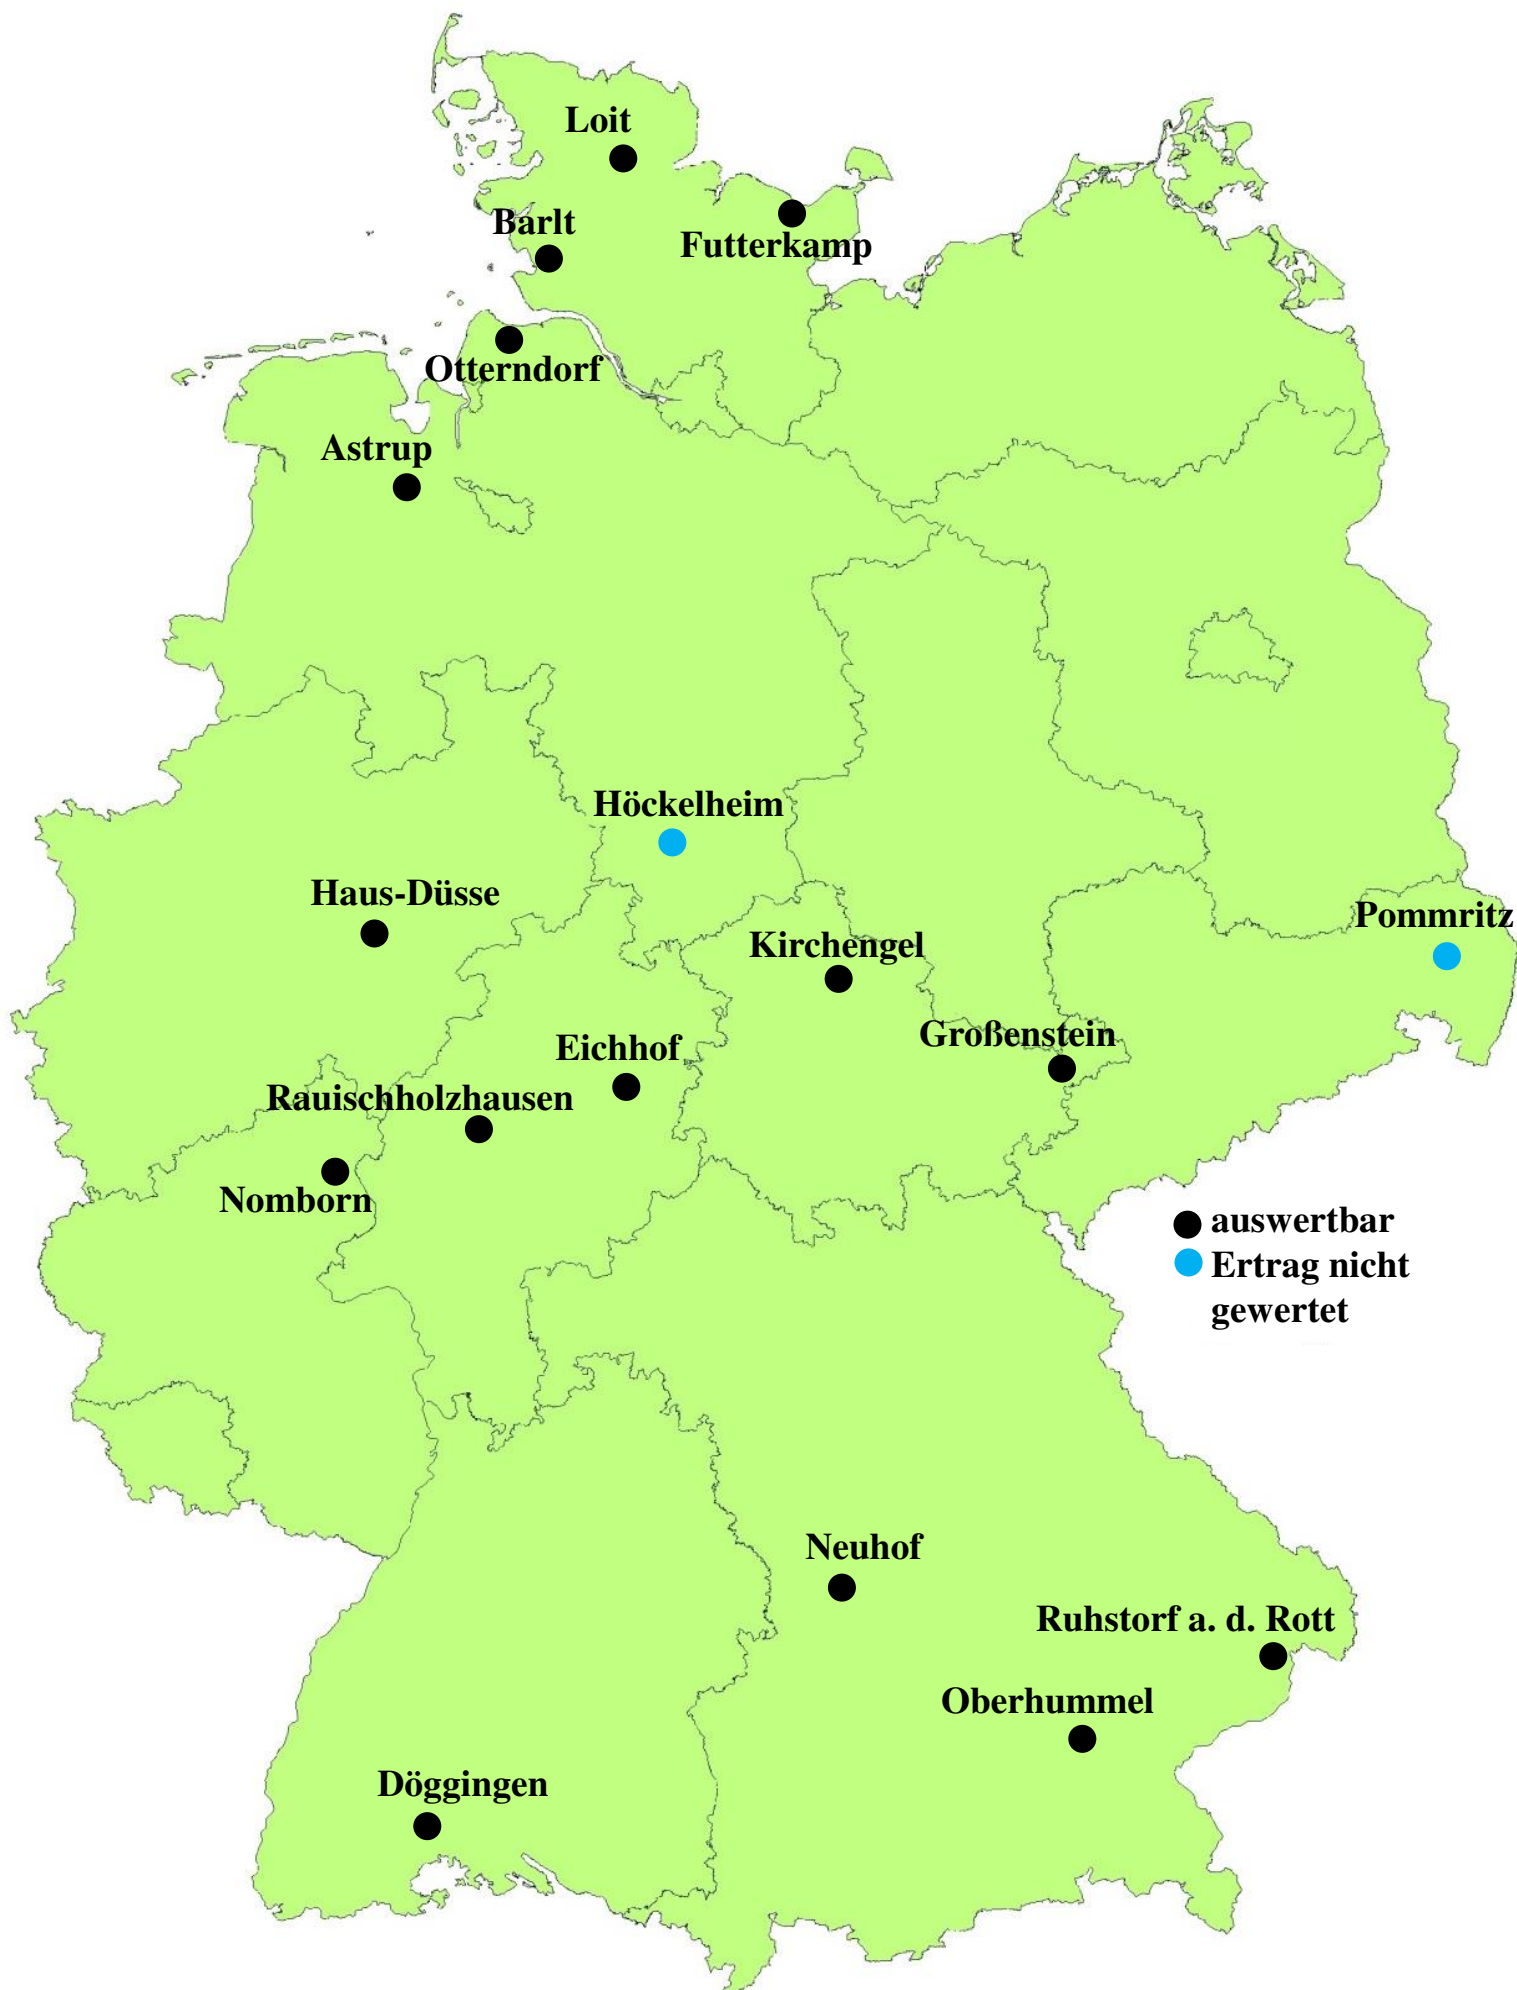 Loit
Barlt
Futterkamp
Otterndorf
Astrup
Höckelheim
Haus-Düsse
Pommritz
Kirchengel
Großenstein
Eichhof
Rauischholzhausen
Nomborn
auswertbar
Ertrag nicht
gewertet
Neuhof
Ruhstorf a. d. Rott
Oberhummel
Döggingen